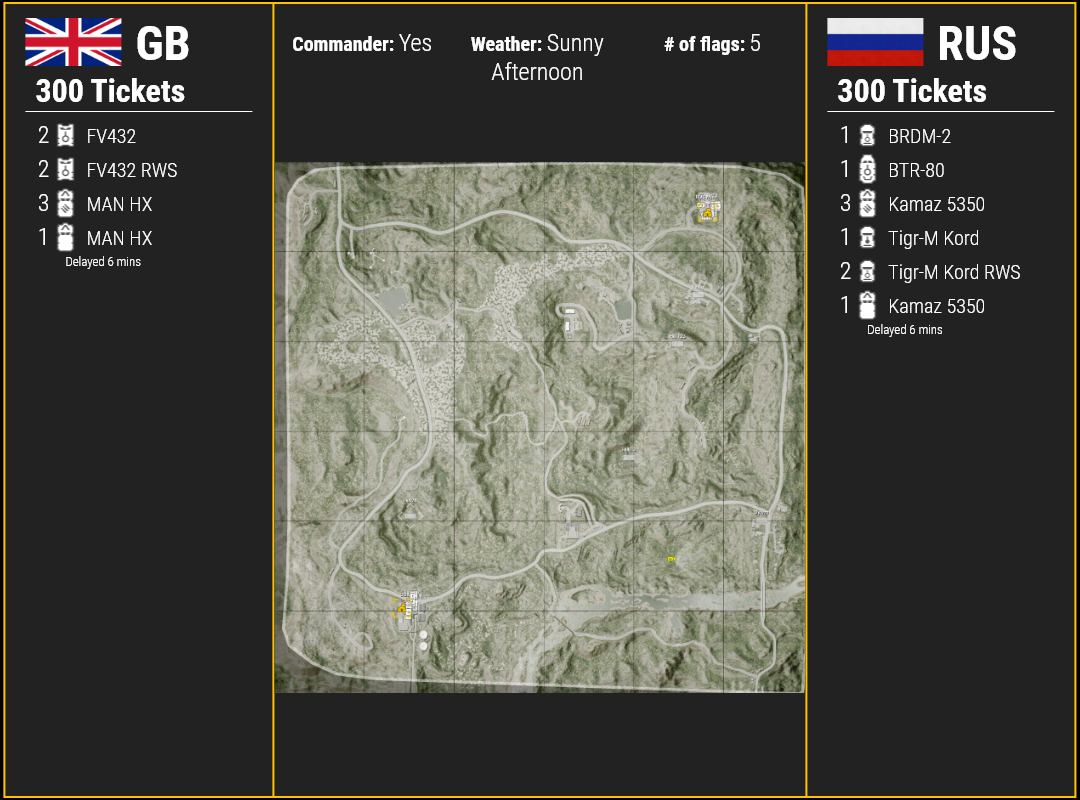 GB
300 Tickets
2 FV432
2 FV432 RWS
3 MAN HX
1 MAN HX
Delayed 6 mins
Commander: Yes
Weather: Sunny
Afternoon
# of flags: 5
RUS
300 Tickets
1 BRDM-2
1 BTR-80
3 Kamaz 5350
1 Tigr-M Kord
2 Tigr-M Kord RWS
1 Kamaz 5350
Delayed 6 mins